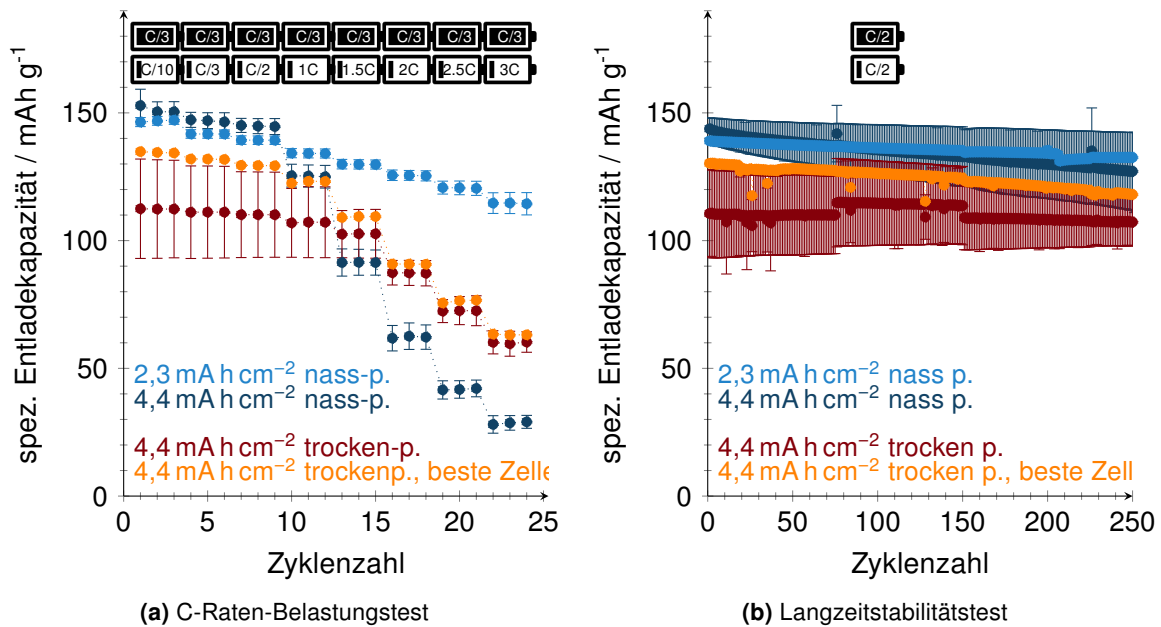 C/3 C/3 C/3 C/3 C/3 C/3 C/3 C/3
C/10 C/3 C/2 1C 1.5C 2C 2.5C 3C
spez. Entladekapazität / mAh g⁻¹
150
100
50
0
2,3 mA h cm⁻² nass-p.
4,4 mA h cm⁻² nass-p.
4,4 mA h cm⁻² trocken-p.
4,4 mA h cm⁻² trockenp., beste Zelle
0 5 10 15 20 25
Zyklenzahl
(a) C-Raten-Belastungstest
C/2
C/2
spez. Entladekapazität / mAh g⁻¹
150
100
50
0
2,3 mA h cm⁻² nass p.
4,4 mA h cm⁻² nass p.
4,4 mA h cm⁻² trocken p.
4,4 mA h cm⁻² trocken p., beste Zell
0 50 100 150 200 250
Zyklenzahl
(b) Langzeitstabilitätstest